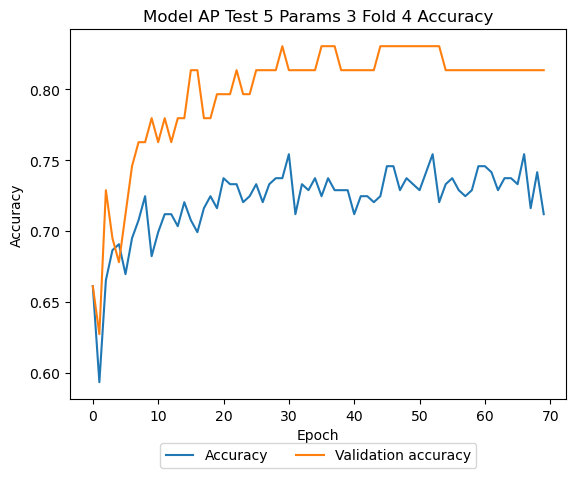 Model AP Test 5 Params 3 Fold 4 Accuracy
0.80
0.75
0.70
0.65
0.60
Accuracy
0 10 20 30 40 50 60 70
Epoch
Accuracy Validation accuracy